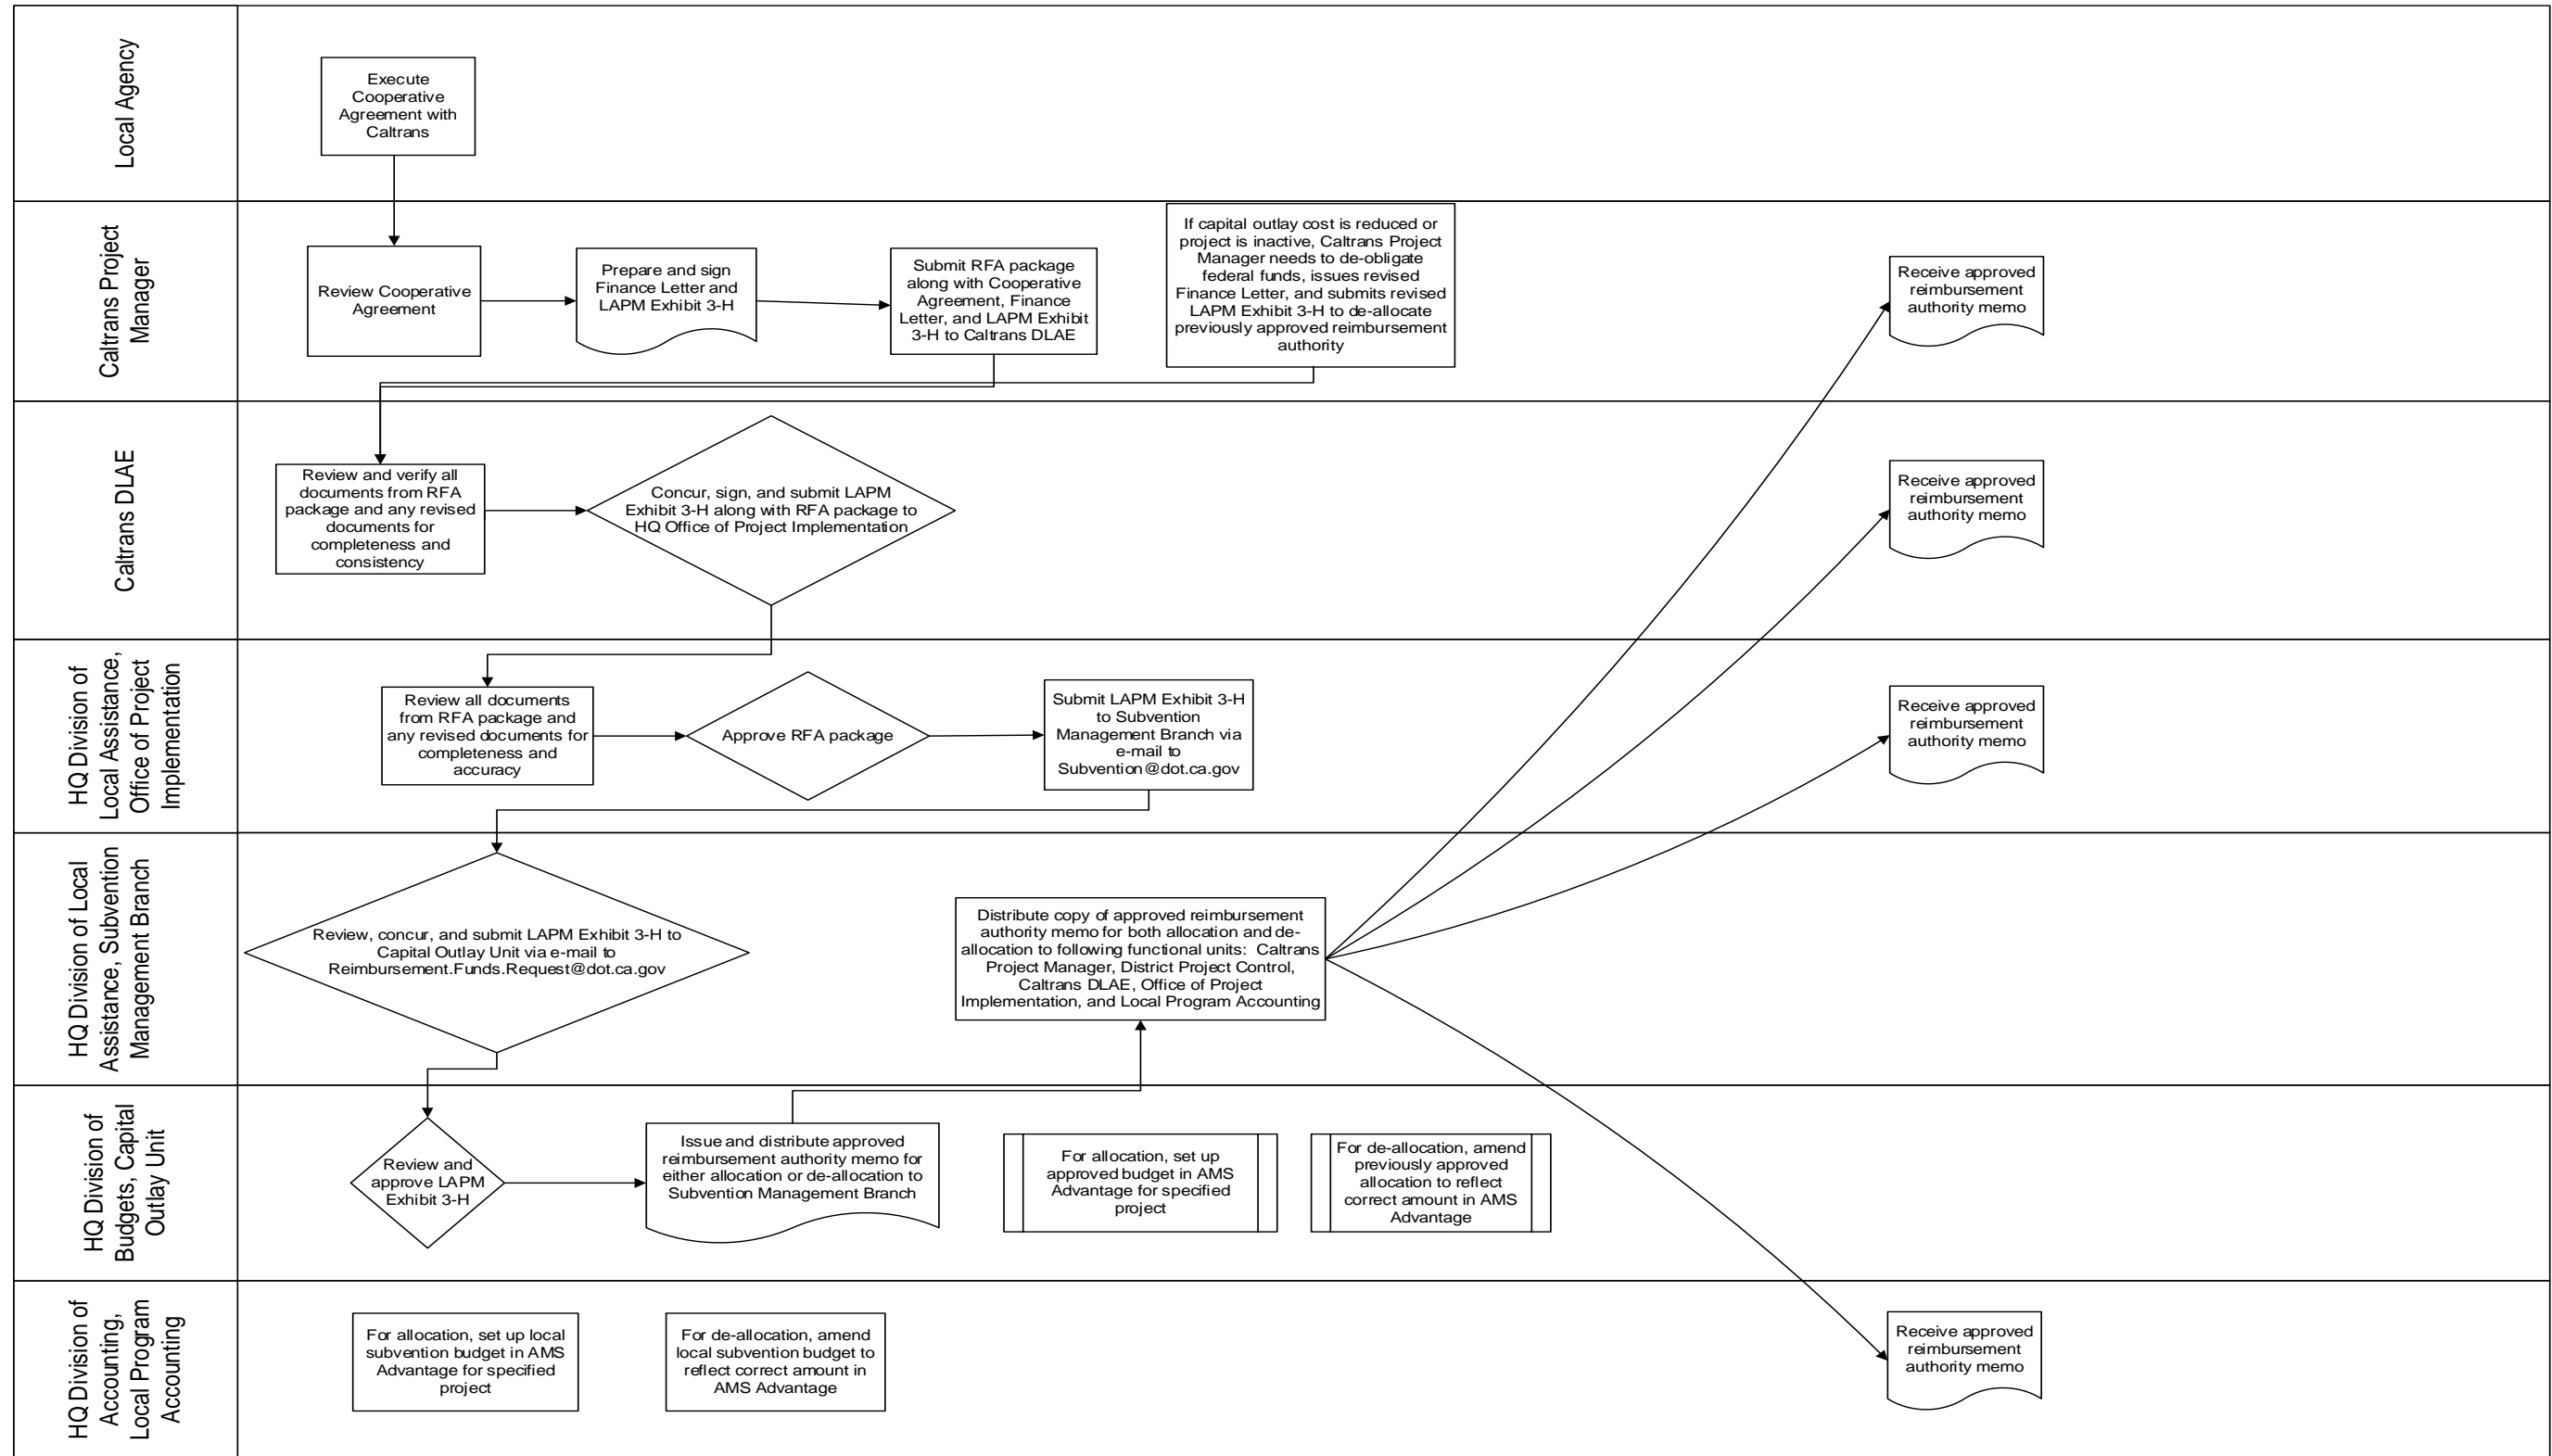 Local Agency
Execute
Cooperative
Agreement with
Caltrans
Caltrans Project
Manager
Review Cooperative
Agreement
Prepare and sign
Finance Letter and
LAPM Exhibit 3-H
Submit RFA package
along with Cooperative
Agreement, Finance
Letter, and LAPM Exhibit
3-H to Caltrans DLAE
If capital outlay cost is reduced or
project is inactive, Caltrans Project
Manager needs to de-obligate
federal funds, issues revised
Finance Letter, and submits revised
LAPM Exhibit 3-H to de-allocate
previously approved reimbursement
authority
Receive approved
reimbursement
authority memo
Caltrans DLAE
Review and verify all
documents from RFA
package and any revised
documents for
completeness and
consistency
Concur, sign, and submit LAPM
Exhibit 3-H along with RFA package to
HQ Office of Project Implementation
Receive approved
reimbursement
authority memo
HQ Division of
Local Assistance,
Office of Project
Implementation
Review all documents
from RFA package and
any revised documents for
completeness and
accuracy
Approve RFA package
Submit LAPM Exhibit 3-H
to Subvention
Management Branch via
e-mail to
Subvention@dot.ca.gov
Receive approved
reimbursement
authority memo
HQ Division of Local
Assistance, Subvention
Management Branch
Review, concur, and submit LAPM Exhibit 3-H to
Capital Outlay Unit via e-mail to
Reimbursement.Funds.Request@dot.ca.gov
Distribute copy of approved reimbursement
authority memo for both allocation and de-
allocation to following functional units:  Caltrans
Project Manager, District Project Control,
Caltrans DLAE, Office of Project
Implementation, and Local Program Accounting
HQ Division of
Budgets, Capital
Outlay Unit
Review and
approve LAPM
Exhibit 3-H
Issue and distribute approved
reimbursement authority memo for
either allocation or de-allocation to
Subvention Management Branch
For allocation, set up
approved budget in AMS
Advantage for specified
project
For de-allocation, amend
previously approved
allocation to reflect
correct amount in AMS
Advantage
HQ Division of
Accounting,
Local Program
Accounting
For allocation, set up local
subvention budget in AMS
Advantage for specified
project
For de-allocation, amend
local subvention budget to
reflect correct amount in
AMS Advantage
Receive approved
reimbursement
authority memo